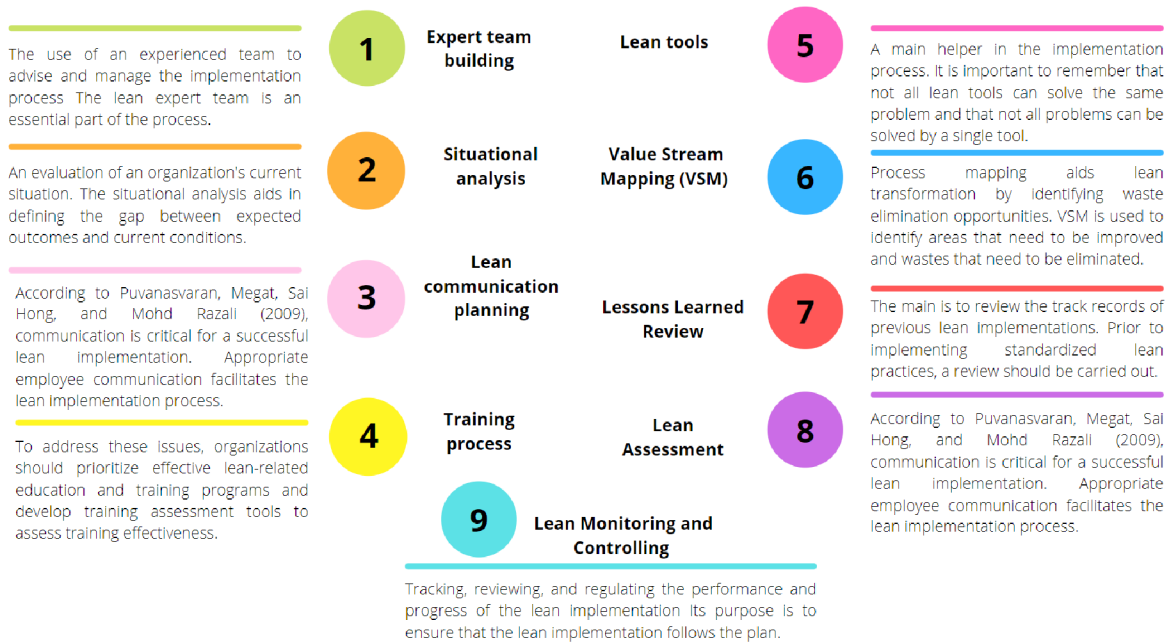 1
Expert team
building
The use of an experienced team to
advise and manage the implementation
process The lean expert team is an
essential part of the process.
2
Situational
analysis
An evaluation of an organization's current
situation. The situational analysis aids in
defining the gap between expected
outcomes and current conditions.
3
Lean
communication
planning
According to Puvanasvaran, Megat, Sai
Hong, and Mohd Razali (2009),
communication is critical for a successful
lean implementation. Appropriate
employee communication facilitates the
lean implementation process.
4
Training
process
To address these issues, organizations
should prioritize effective lean-related
education and training programs and
develop training assessment tools to
assess training effectiveness.
Lean tools
5
A main helper in the implementation
process. It is important to remember that
not all lean tools can solve the same
problem and that not all problems can be
solved by a single tool.
Value Stream
Mapping (VSM)
6
Process mapping aids lean
transformation by identifying waste
elimination opportunities. VSM is used to
identify areas that need to be improved
and wastes that need to be eliminated.
Lessons Learned
Review
7
The main is to review the track records of
previous lean implementations. Prior to
implementing standardized lean
practices, a review should be carried out.
Lean
Assessment
8
According to Puvanasvaran, Megat, Sai
Hong, and Mohd Razali (2009),
communication is critical for a successful
lean implementation. Appropriate
employee communication facilitates the
lean implementation process.
9
Lean Monitoring and
Controlling
Tracking, reviewing, and regulating the performance and
progress of the lean implementation Its purpose is to
ensure that the lean implementation follows the plan.